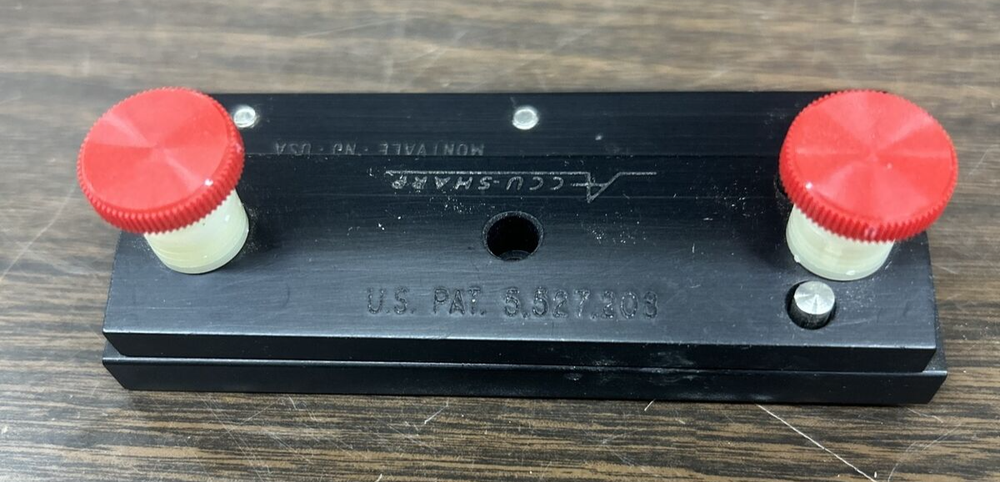 MONTVALE · NJ · USA
ACCU-SHARP
U.S. PAT. 5,527,203